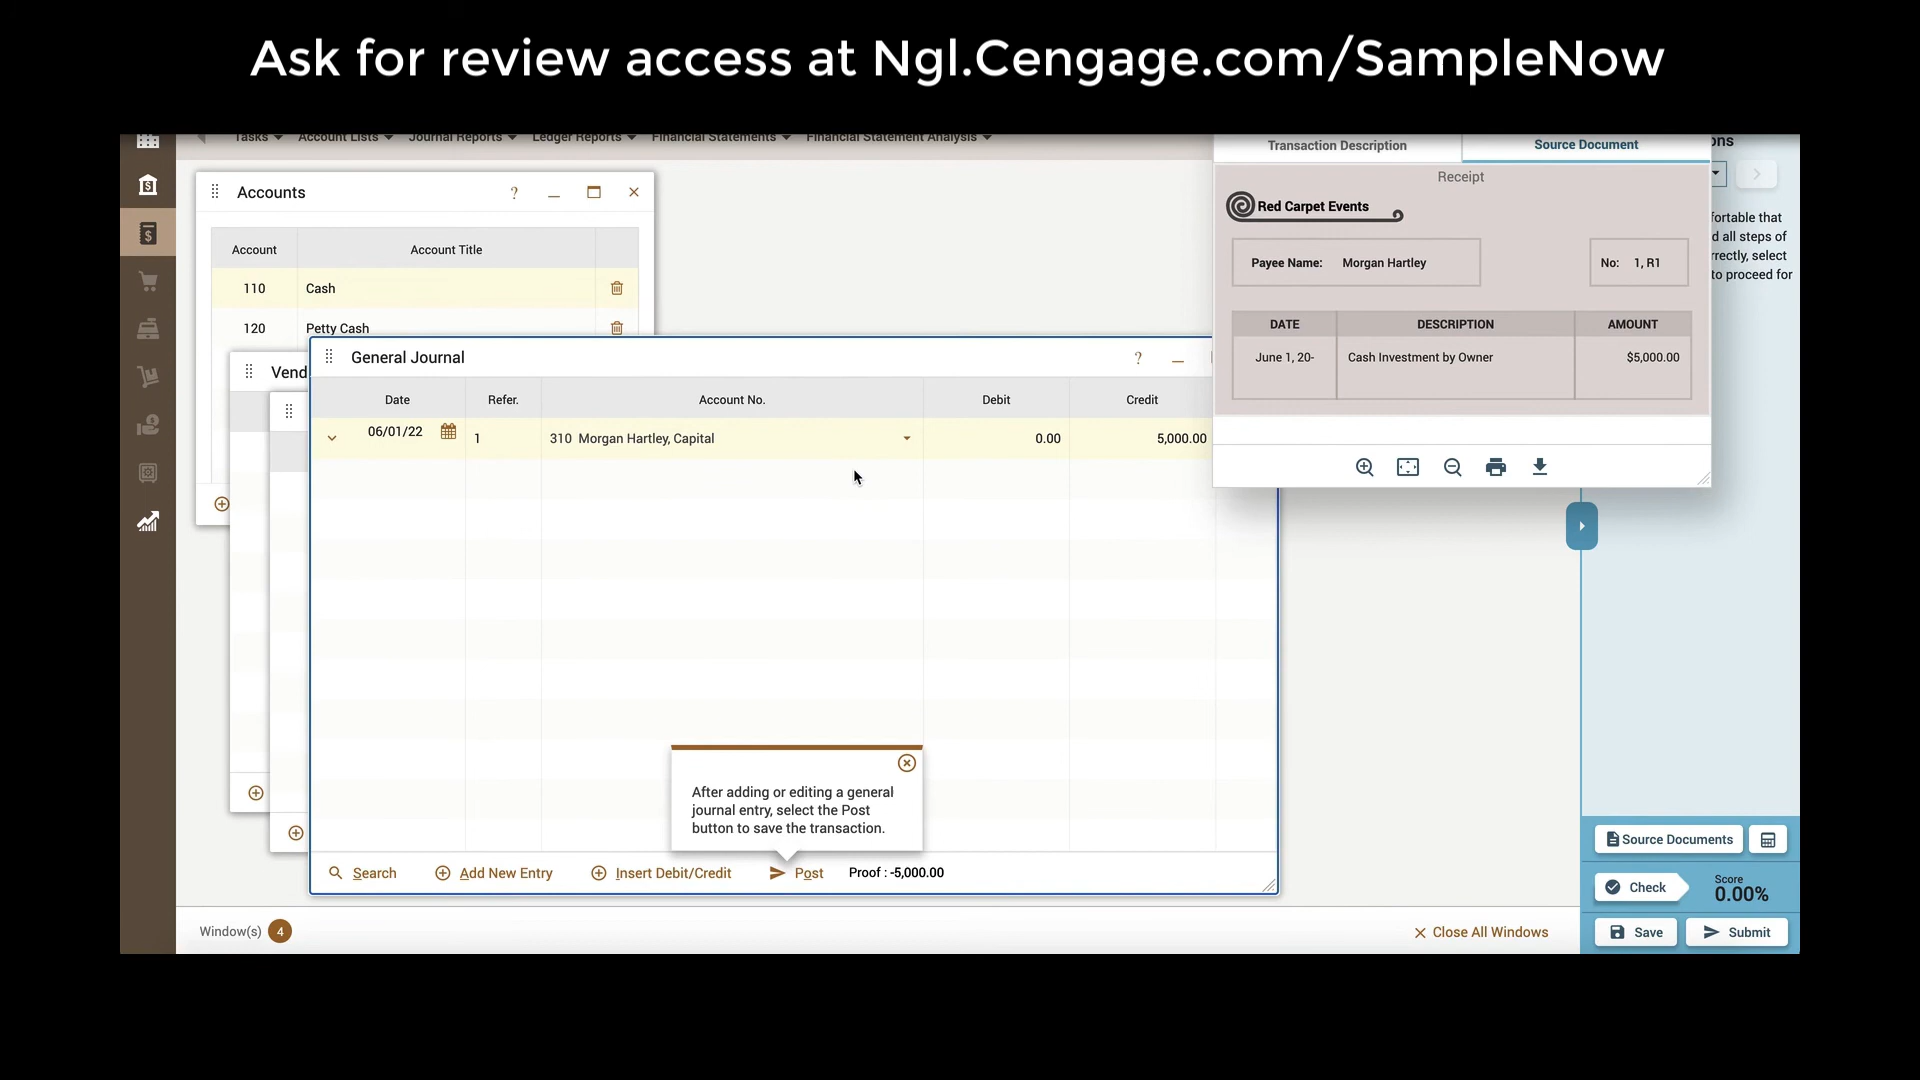 Ask for review access at Ngl.Cengage.com/SampleNow
Tasks Account Lists Journal Reports Ledger Reports Financial Statements Financial Statement Analysis
Accounts ?
Account Account Title
110 Cash
120 Petty Cash
Vend
General Journal ?
Date Refer. Account No. Debit Credit
06/01/22 1 310 Morgan Hartley, Capital 0.00 5,000.00
After adding or editing a general
journal entry, select the Post
button to save the transaction.
Search Add New Entry Insert Debit/Credit Post Proof : -5,000.00
Window(s) 4
Close All Windows
Transaction Description Source Document
Receipt
Red Carpet Events
Payee Name: Morgan Hartley No: 1, R1
DATE DESCRIPTION AMOUNT
June 1, 20- Cash Investment by Owner $5,000.00
ons
fortable that
d all steps of
rrectly, select
to proceed for
Source Documents
Check Score
0.00%
Save Submit